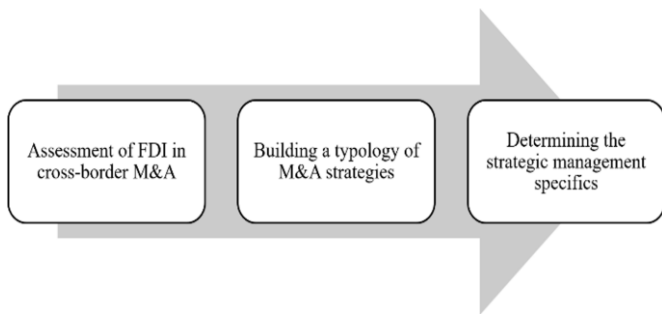 Assessment of FDI in
cross-border M&A
Building a typology of
M&A strategies
Determining the
strategic management
specifics